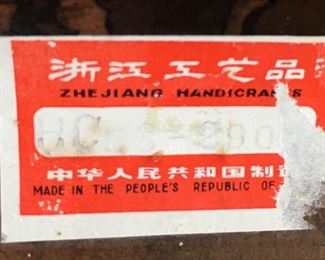 浙江工艺品
ZHEJIANG HANDICRAFTS
中华人民共和国制造
MADE IN THE PEOPLE'S REPUBLIC OF